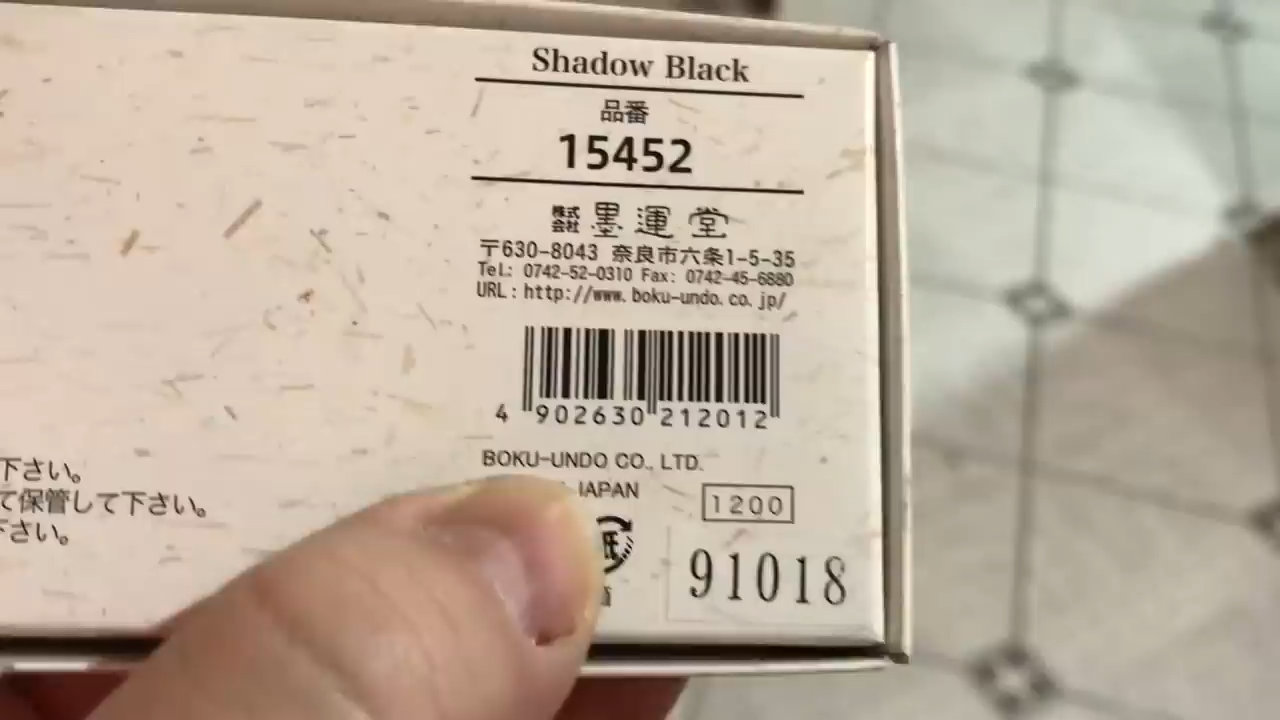 Shadow Black
品番
15452
株式会社 墨運堂
〒630-8043 奈良市六条1-5-35
Tel: 0742-52-0310 Fax: 0742-45-6880
URL:http://www.boku-undo.co.jp/
4 902630 212012
BOKU-UNDO CO., LTD.
JAPAN
1200
紙
91018
下さい。
て保管して下さい。
下さい。